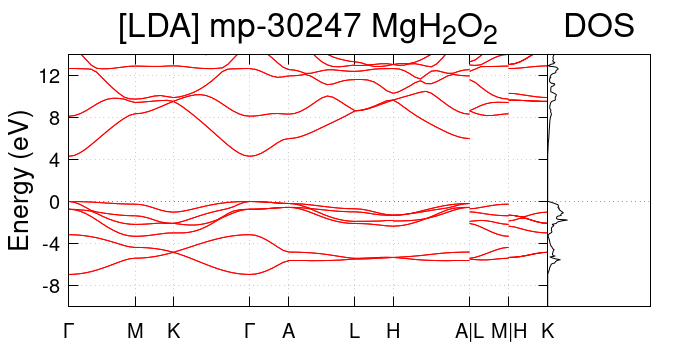 [LDA] mp-30247 MgH₂O₂ DOS
Energy (eV)
12
8
4
0
-4
-8
Γ M K Γ A L H A|L M|H K